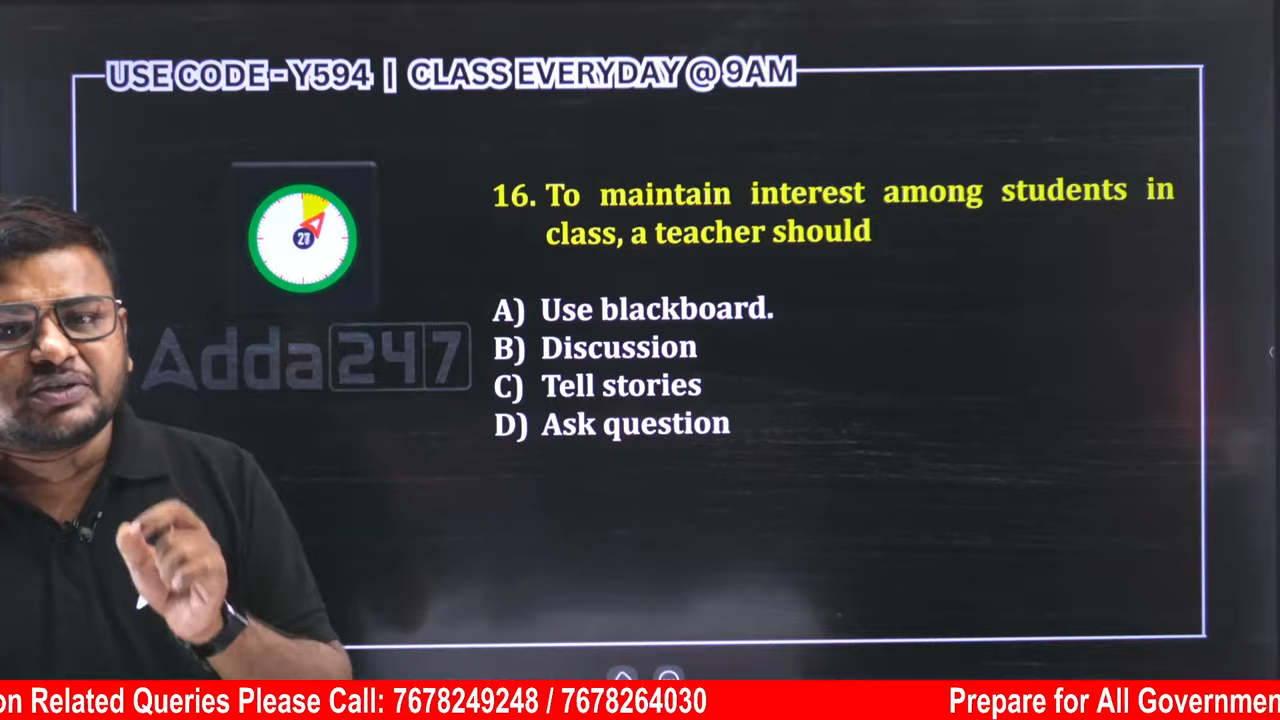 USE CODE - Y594 | CLASS EVERYDAY @ 9AM
27
16. To maintain interest among students in
class, a teacher should
A) Use blackboard.
B) Discussion
C) Tell stories
D) Ask question
Adda247
on Related Queries Please Call: 7678249248 / 7678264030
Prepare for All Governmen